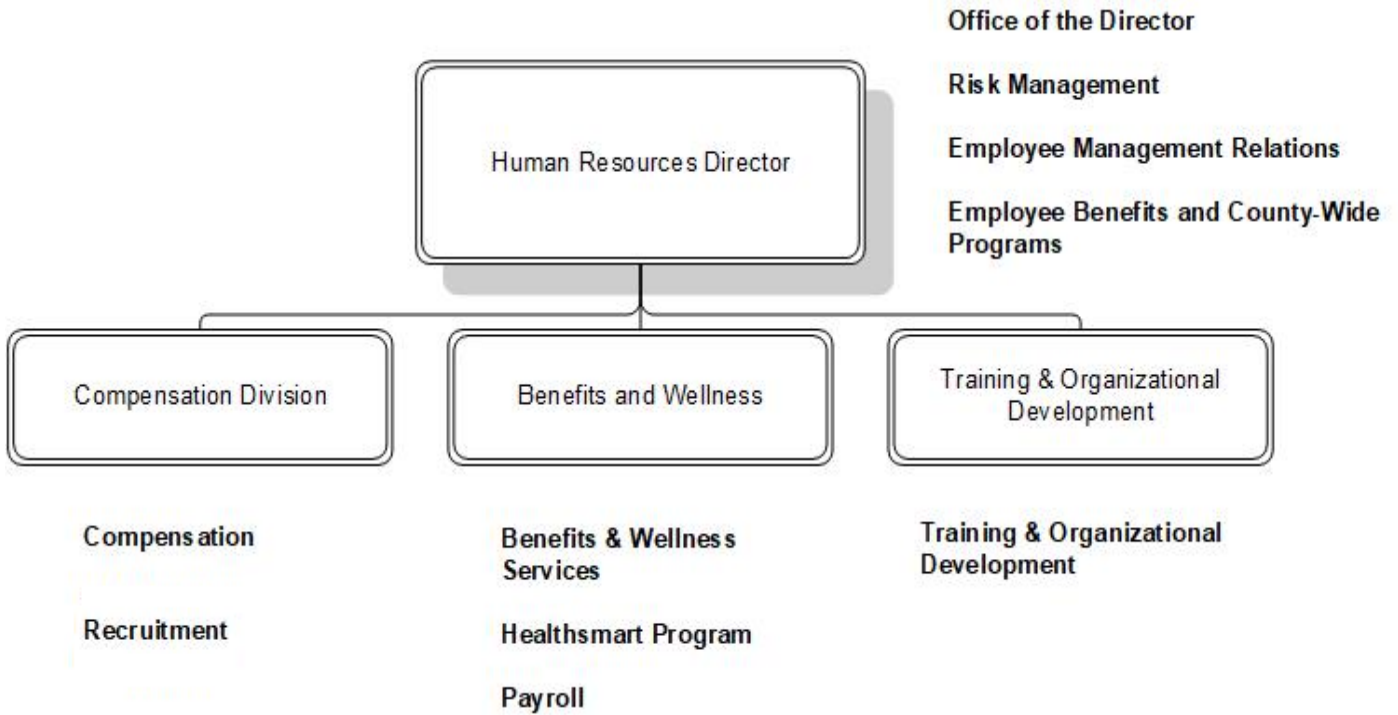 Office of the Director
Risk Management
Human Resources Director
Employee Management Relations
Employee Benefits and County-Wide
Programs
Compensation Division
Benefits and Wellness
Training & Organizational
Development
Compensation
Recruitment
Benefits & Wellness
Services
Healthsmart Program
Payroll
Training & Organizational
Development